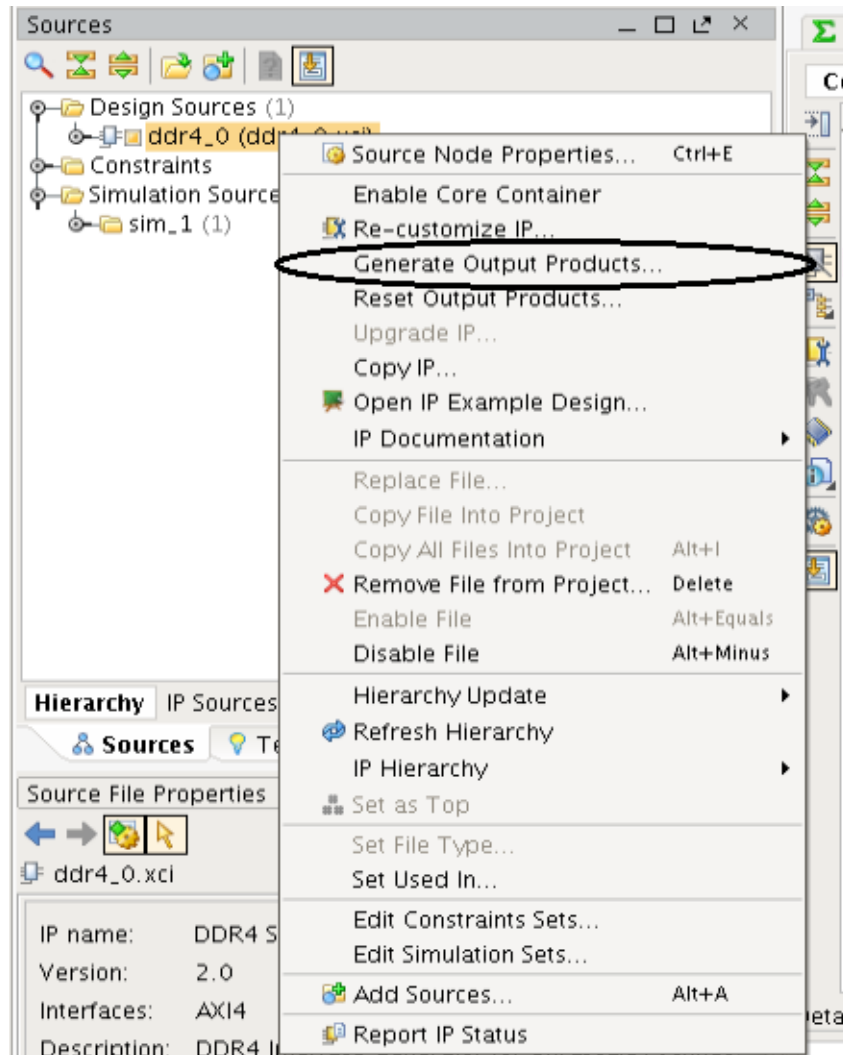 Sources
Design Sources (1)
ddr4_0 (ddr4_0.xci)
Constraints
Simulation Source
sim_1 (1)
Source Node Properties... Ctrl+E
Enable Core Container
Re-customize IP...
Generate Output Products...
Reset Output Products...
Upgrade IP...
Copy IP...
Open IP Example Design...
IP Documentation
Replace File...
Copy File Into Project
Copy All Files Into Project Alt+I
Remove File from Project... Delete
Enable File Alt+Equals
Disable File Alt+Minus
Hierarchy Update
Refresh Hierarchy
IP Hierarchy
Set as Top
Set File Type...
Set Used In...
Edit Constraints Sets...
Edit Simulation Sets...
Add Sources... Alt+A
Report IP Status
Hierarchy IP Sources
Sources Te
Source File Properties
ddr4_0.xci
IP name: DDR4 S
Version: 2.0
Interfaces: AXI4
Description: DDR4 I